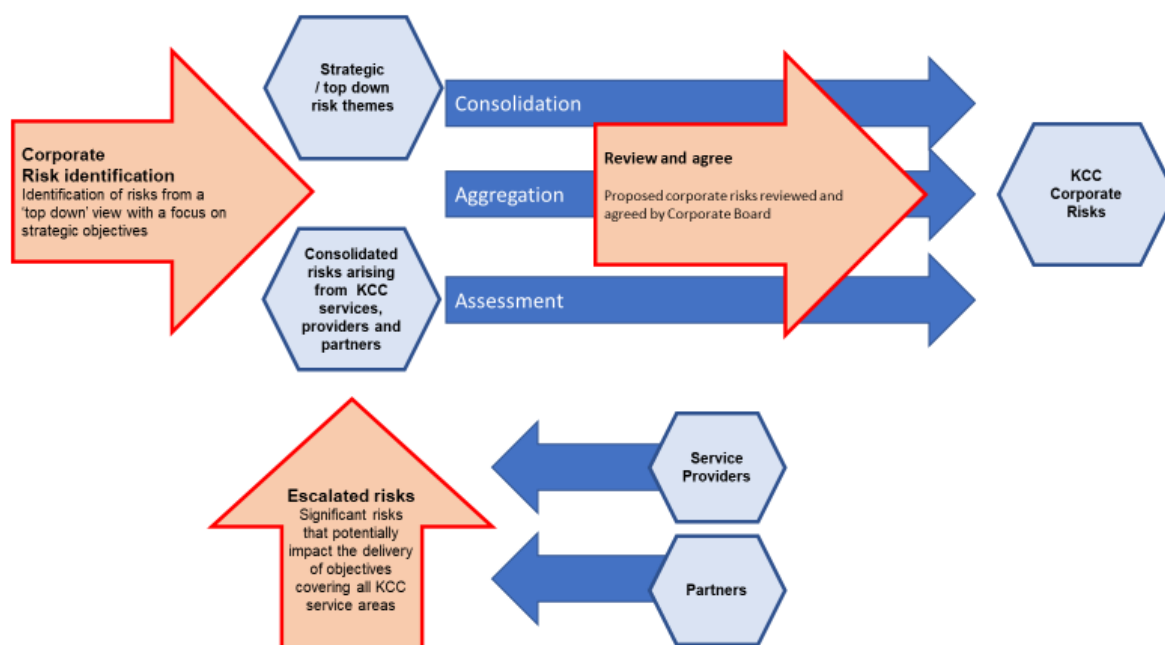 Strategic
/ top down
risk themes
Consolidation
Corporate
Risk identification
Identification of risks from a
‘top down’ view with a focus on
strategic objectives
Review and agree
Proposed corporate risks reviewed and
agreed by Corporate Board
Aggregation
KCC
Corporate
Risks
Consolidated
risks arising
from KCC
services,
providers and
partners
Assessment
Escalated risks
Significant risks
that potentially
impact the delivery
of objectives
covering all KCC
service areas
Service
Providers
Partners